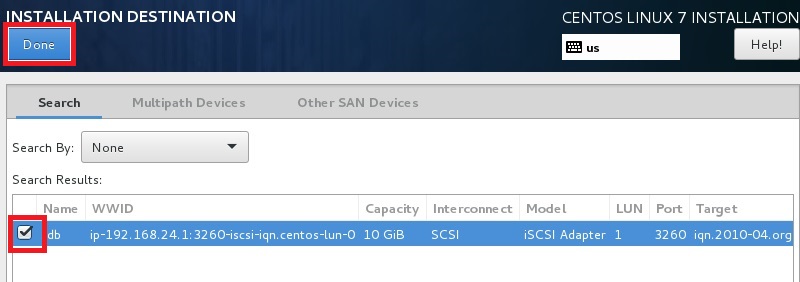 INSTALLATION DESTINATION
CENTOS LINUX 7 INSTALLATION
Done
us
Help!
Search Multipath Devices Other SAN Devices
Search By: None
Search Results:
Name WWID Capacity Interconnect Model LUN Port Target
db ip-192.168.24.1:3260-iscsi-iqn.centos-lun-0 10 GiB SCSI iSCSI Adapter 1 3260 iqn.2010-04.org